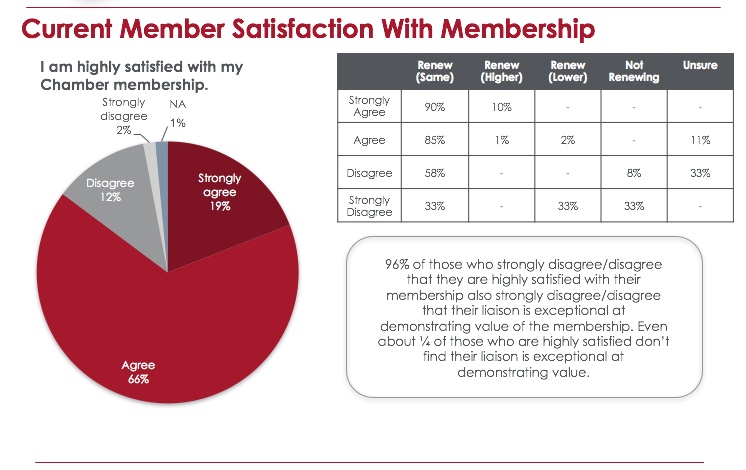 Current Member Satisfaction With Membership
I am highly satisfied with my
Chamber membership.
Strongly
disagree
2%
NA
1%
Disagree
12%
Strongly
agree
19%
Agree
66%
Renew
(Same)
Renew
(Higher)
Renew
(Lower)
Not
Renewing
Unsure
Strongly
Agree
90% 10% - - -
Agree 85% 1% 2% - 11%
Disagree 58% - - 8% 33%
Strongly
Disagree
33% - 33% 33% -
96% of those who strongly disagree/disagree
that they are highly satisfied with their
membership also strongly disagree/disagree
that their liaison is exceptional at
demonstrating value of the membership. Even
about ¼ of those who are highly satisfied don't
find their liaison is exceptional at
demonstrating value.